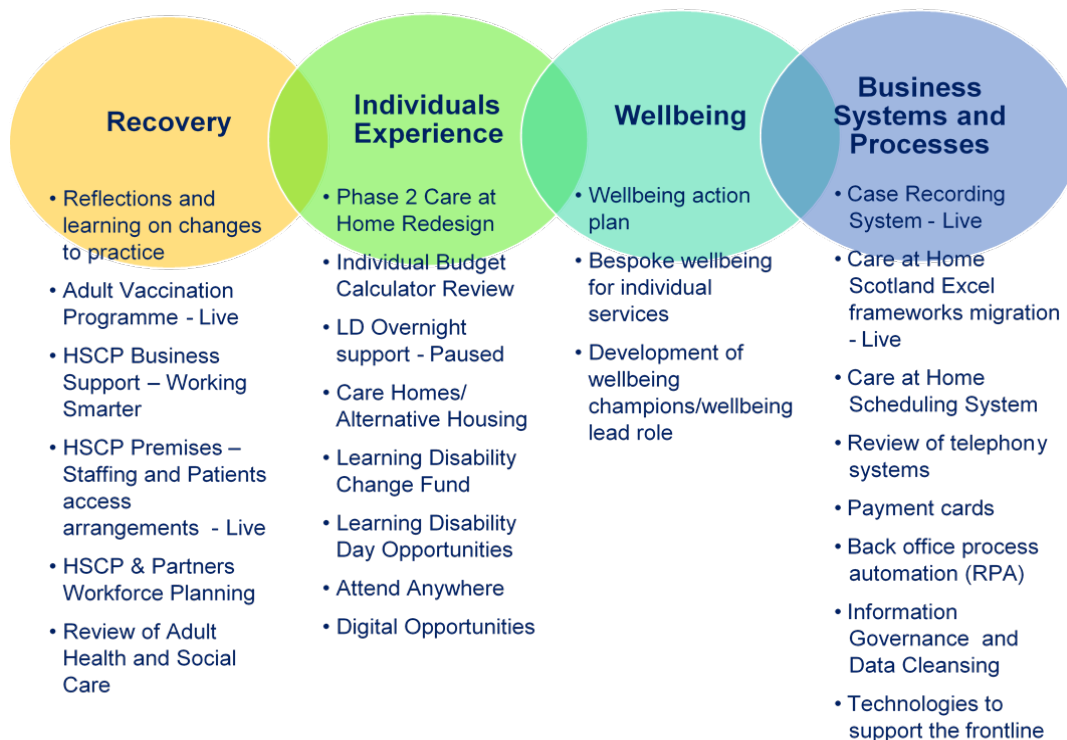 Recovery
• Reflections and
learning on changes
to practice
• Adult Vaccination
Programme - Live
• HSCP Business
Support – Working
Smarter
• HSCP Premises –
Staffing and Patients
access
arrangements - Live
• HSCP & Partners
Workforce Planning
• Review of Adult
Health and Social
Care
Individuals
Experience
• Phase 2 Care at
Home Redesign
• Individual Budget
Calculator Review
• LD Overnight
support - Paused
• Care Homes/
Alternative Housing
• Learning Disability
Change Fund
• Learning Disability
Day Opportunities
• Attend Anywhere
• Digital Opportunities
Wellbeing
• Wellbeing action
plan
• Bespoke wellbeing
for individual
services
• Development of
wellbeing
champions/wellbeing
lead role
Business
Systems and
Processes
• Case Recording
System - Live
• Care at Home
Scotland Excel
frameworks migration
- Live
• Care at Home
Scheduling System
• Review of telephony
systems
• Payment cards
• Back office process
automation (RPA)
• Information
Governance and
Data Cleansing
• Technologies to
support the frontline